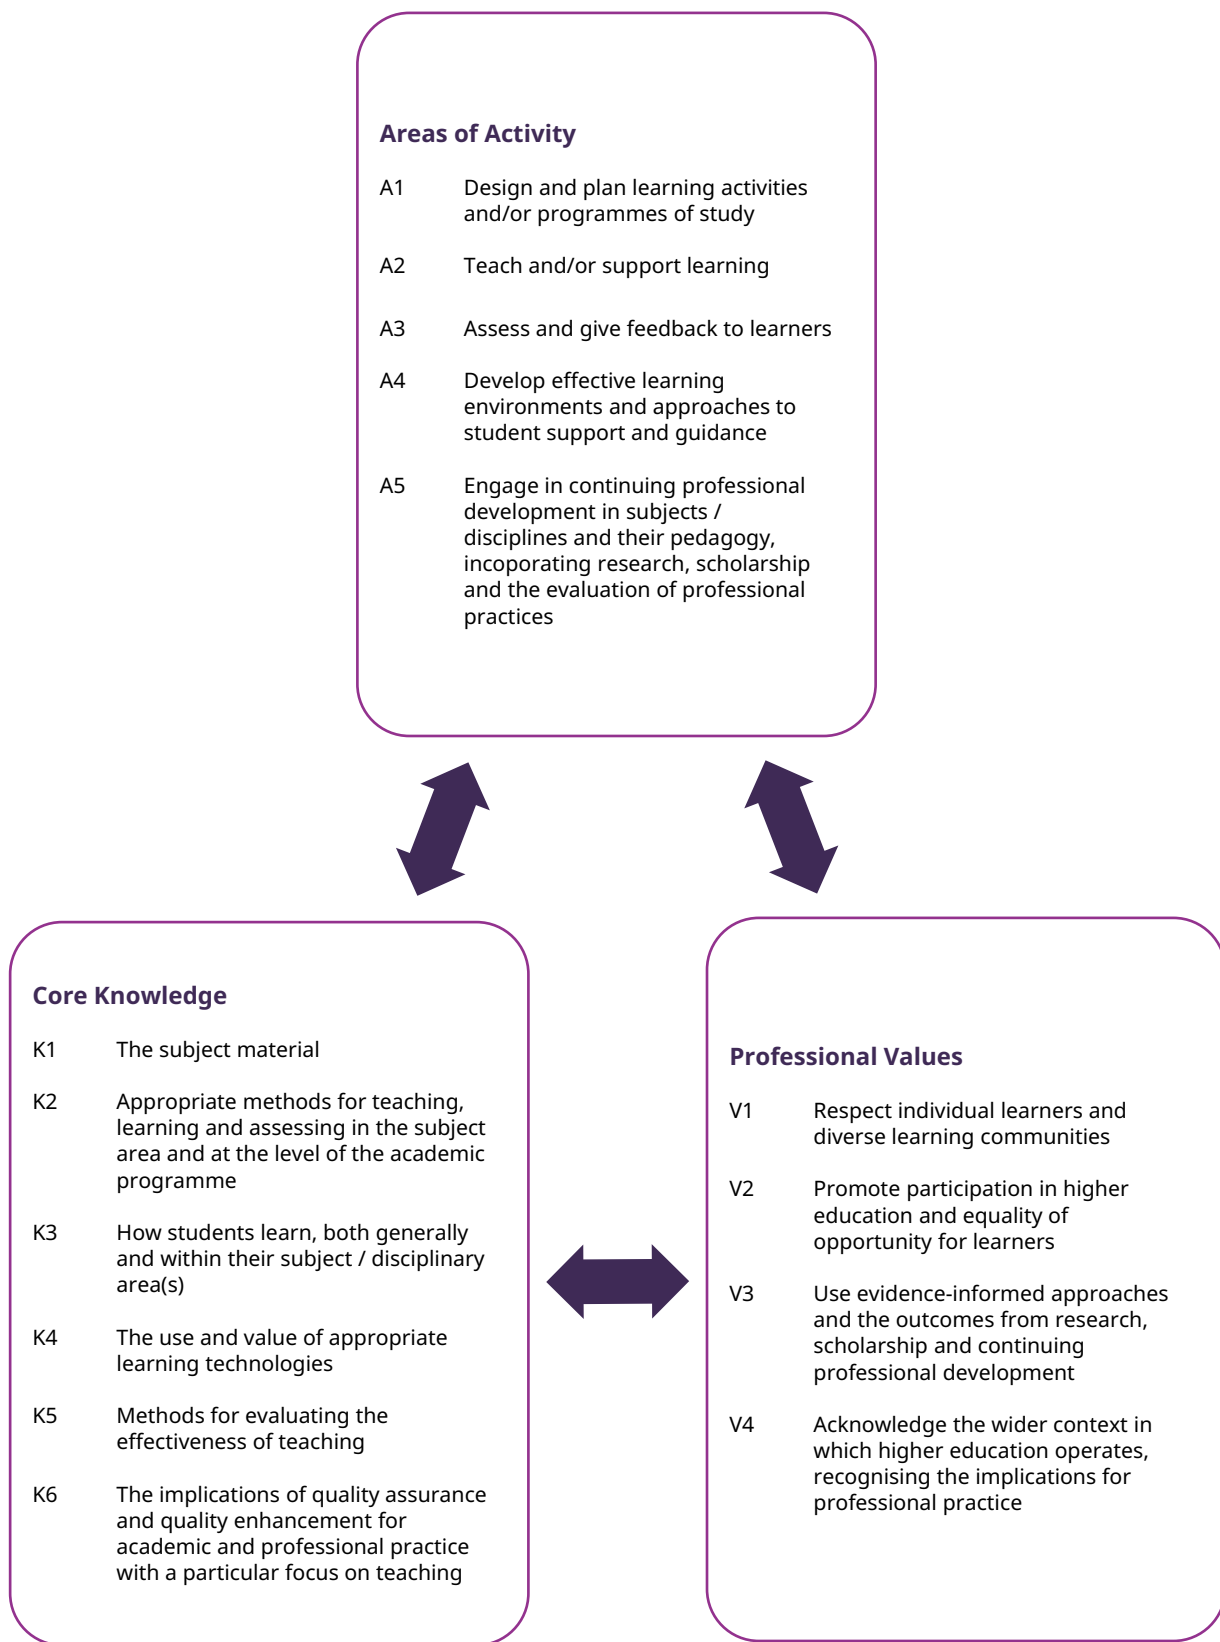 Areas of Activity
A1 Design and plan learning activities
and/or programmes of study
A2 Teach and/or support learning
A3 Assess and give feedback to learners
A4 Develop effective learning
environments and approaches to
student support and guidance
A5 Engage in continuing professional
development in subjects /
disciplines and their pedagogy,
incoporating research, scholarship
and the evaluation of professional
practices
Core Knowledge
K1 The subject material
K2 Appropriate methods for teaching,
learning and assessing in the subject
area and at the level of the academic
programme
K3 How students learn, both generally
and within their subject / disciplinary
area(s)
K4 The use and value of appropriate
learning technologies
K5 Methods for evaluating the
effectiveness of teaching
K6 The implications of quality assurance
and quality enhancement for
academic and professional practice
with a particular focus on teaching
Professional Values
V1 Respect individual learners and
diverse learning communities
V2 Promote participation in higher
education and equality of
opportunity for learners
V3 Use evidence-informed approaches
and the outcomes from research,
scholarship and continuing
professional development
V4 Acknowledge the wider context in
which higher education operates,
recognising the implications for
professional practice